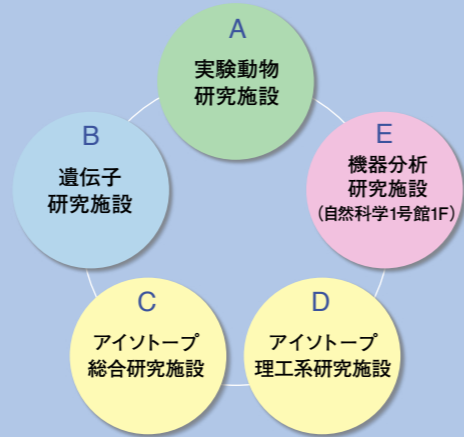 A
実験動物
研究施設
B
遺伝子
研究施設
C
アイソトープ
総合研究施設
D
アイソトープ
理工系研究施設
E
機器分析
研究施設
(自然科学1号館1F)